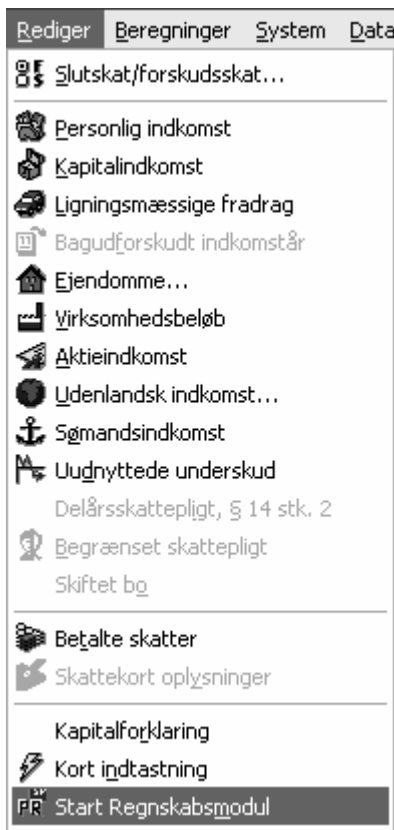 Rediger Beregninger System Data
Slutskat/forskudsskat...
Personlig indkomst
Kapitalindkomst
Ligningsmæssige fradrag
Bagudforskudt indkomstår
Ejendomme...
Virksomhedsbeløb
Aktieindkomst
Udenlandsk indkomst...
Sømandsindkomst
Uudnyttede underskud
Delårsskattepligt, § 14 stk. 2
Begrænset skattepligt
Skiftet bo
Betalte skatter
Skattekort oplysninger
Kapitalforklaring
Kort indtastning
Start Regnskabsmodul